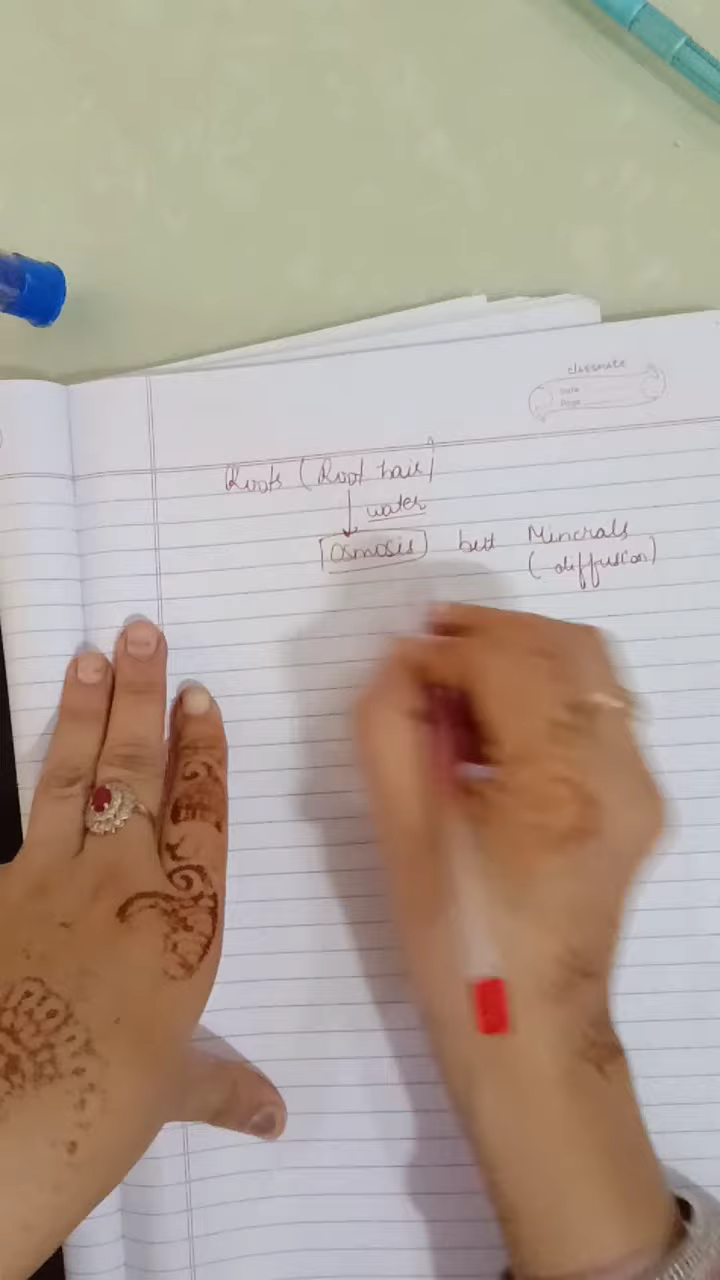 classmate
Date
Page
Roots (Root hair)
water
Osmosis but Minerals
(diffusion)